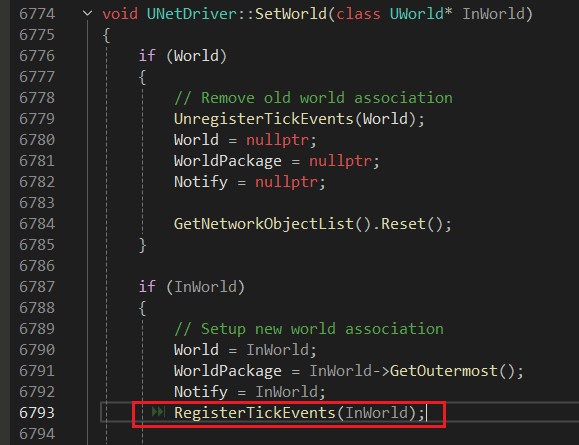 6774 void UNetDriver::SetWorld(class UWorld* InWorld)
6775 {
6776 if (World)
6777 {
6778 // Remove old world association
6779 UnregisterTickEvents(World);
6780 World = nullptr;
6781 WorldPackage = nullptr;
6782 Notify = nullptr;
6783
6784 GetNetworkObjectList().Reset();
6785 }
6786
6787 if (InWorld)
6788 {
6789 // Setup new world association
6790 World = InWorld;
6791 WorldPackage = InWorld->GetOutermost();
6792 Notify = InWorld;
6793 RegisterTickEvents(InWorld);
6794